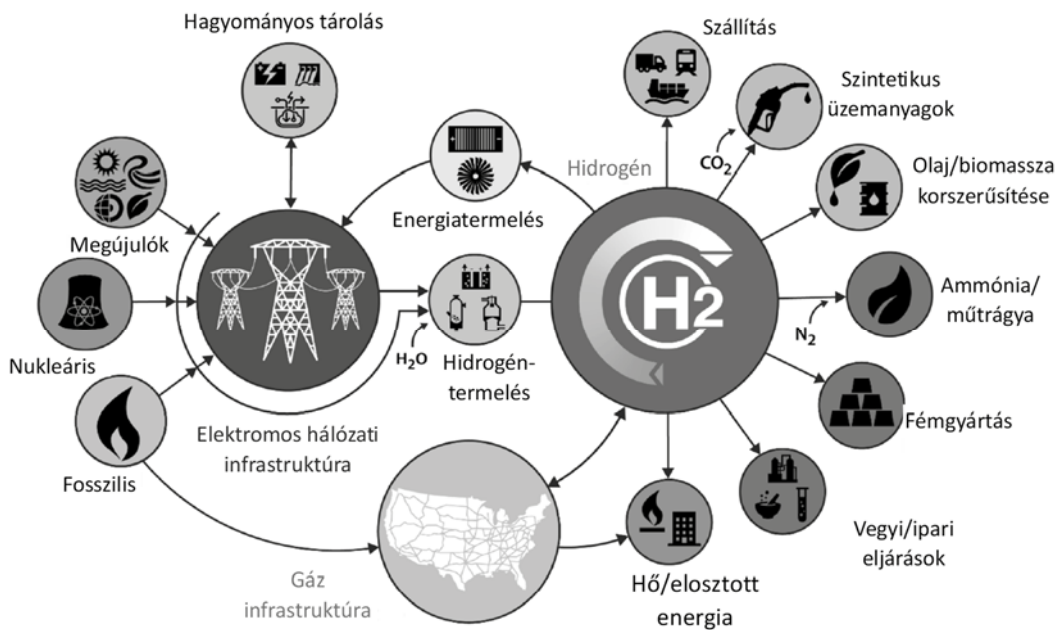 Hagyományos tárolás
Szállítás
Szintetikus
üzemanyagok
CO2
Hidrogén
Olaj/biomassza
korszerűsítése
Energiatermelés
Megújulók
H2
Ammónia/
műtrágya
N2
Nukleáris
H2O
Hidrogén-
termelés
Elektromos hálózati
infrastruktúra
Fosszilis
Fémgyártás
Vegyi/ipari
eljárások
Gáz
infrastruktúra
Hő/elosztott
energia